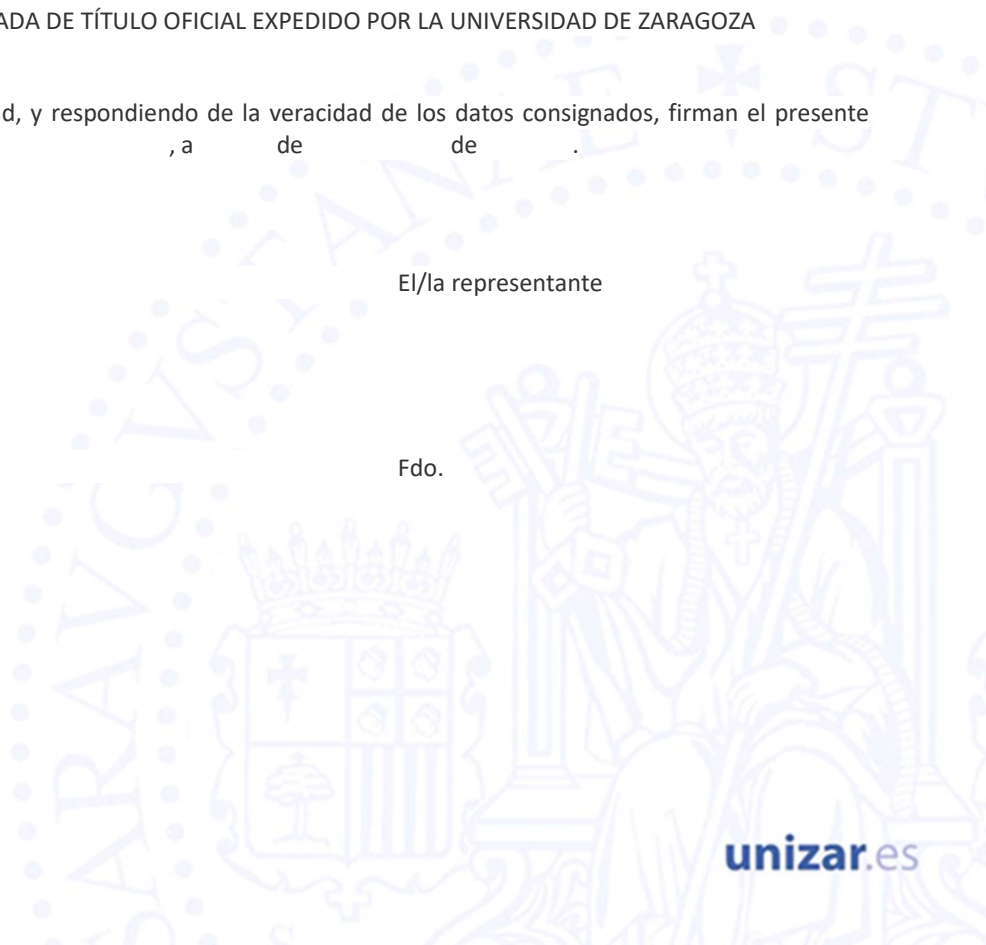 ADA DE TÍTULO OFICIAL EXPEDIDO POR LA UNIVERSIDAD DE ZARAGOZA
d, y respondiendo de la veracidad de los datos consignados, firman el presente
, a de de .
El/la representante
Fdo.
unizar.es